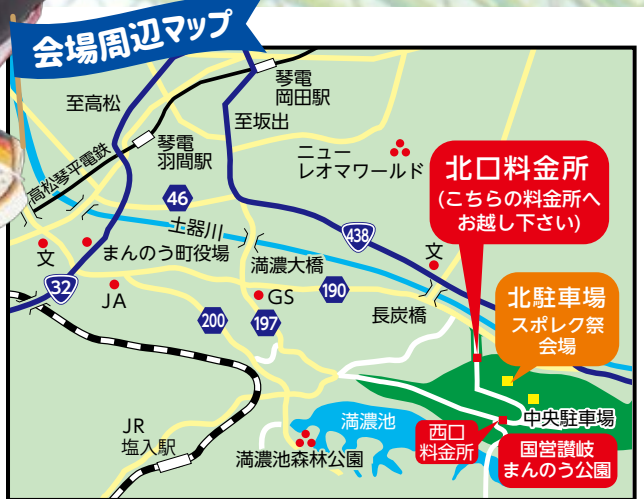 会場周辺マップ
至高松
琴電
岡田駅
至坂出
高松琴平電鉄
琴電
羽間駅
ニュー
レオマワールド
北口料金所
(こちらの料金所へ
お越し下さい)
46
土器川
438
文
まんのう町役場
満濃大橋
文
32
JA
GS
190
北駐車場
スポレク祭
会場
200
197
長炭橋
JR
塩入駅
満濃池
中央駐車場
西口
料金所
国営讃岐
まんのう公園
満濃池森林公園